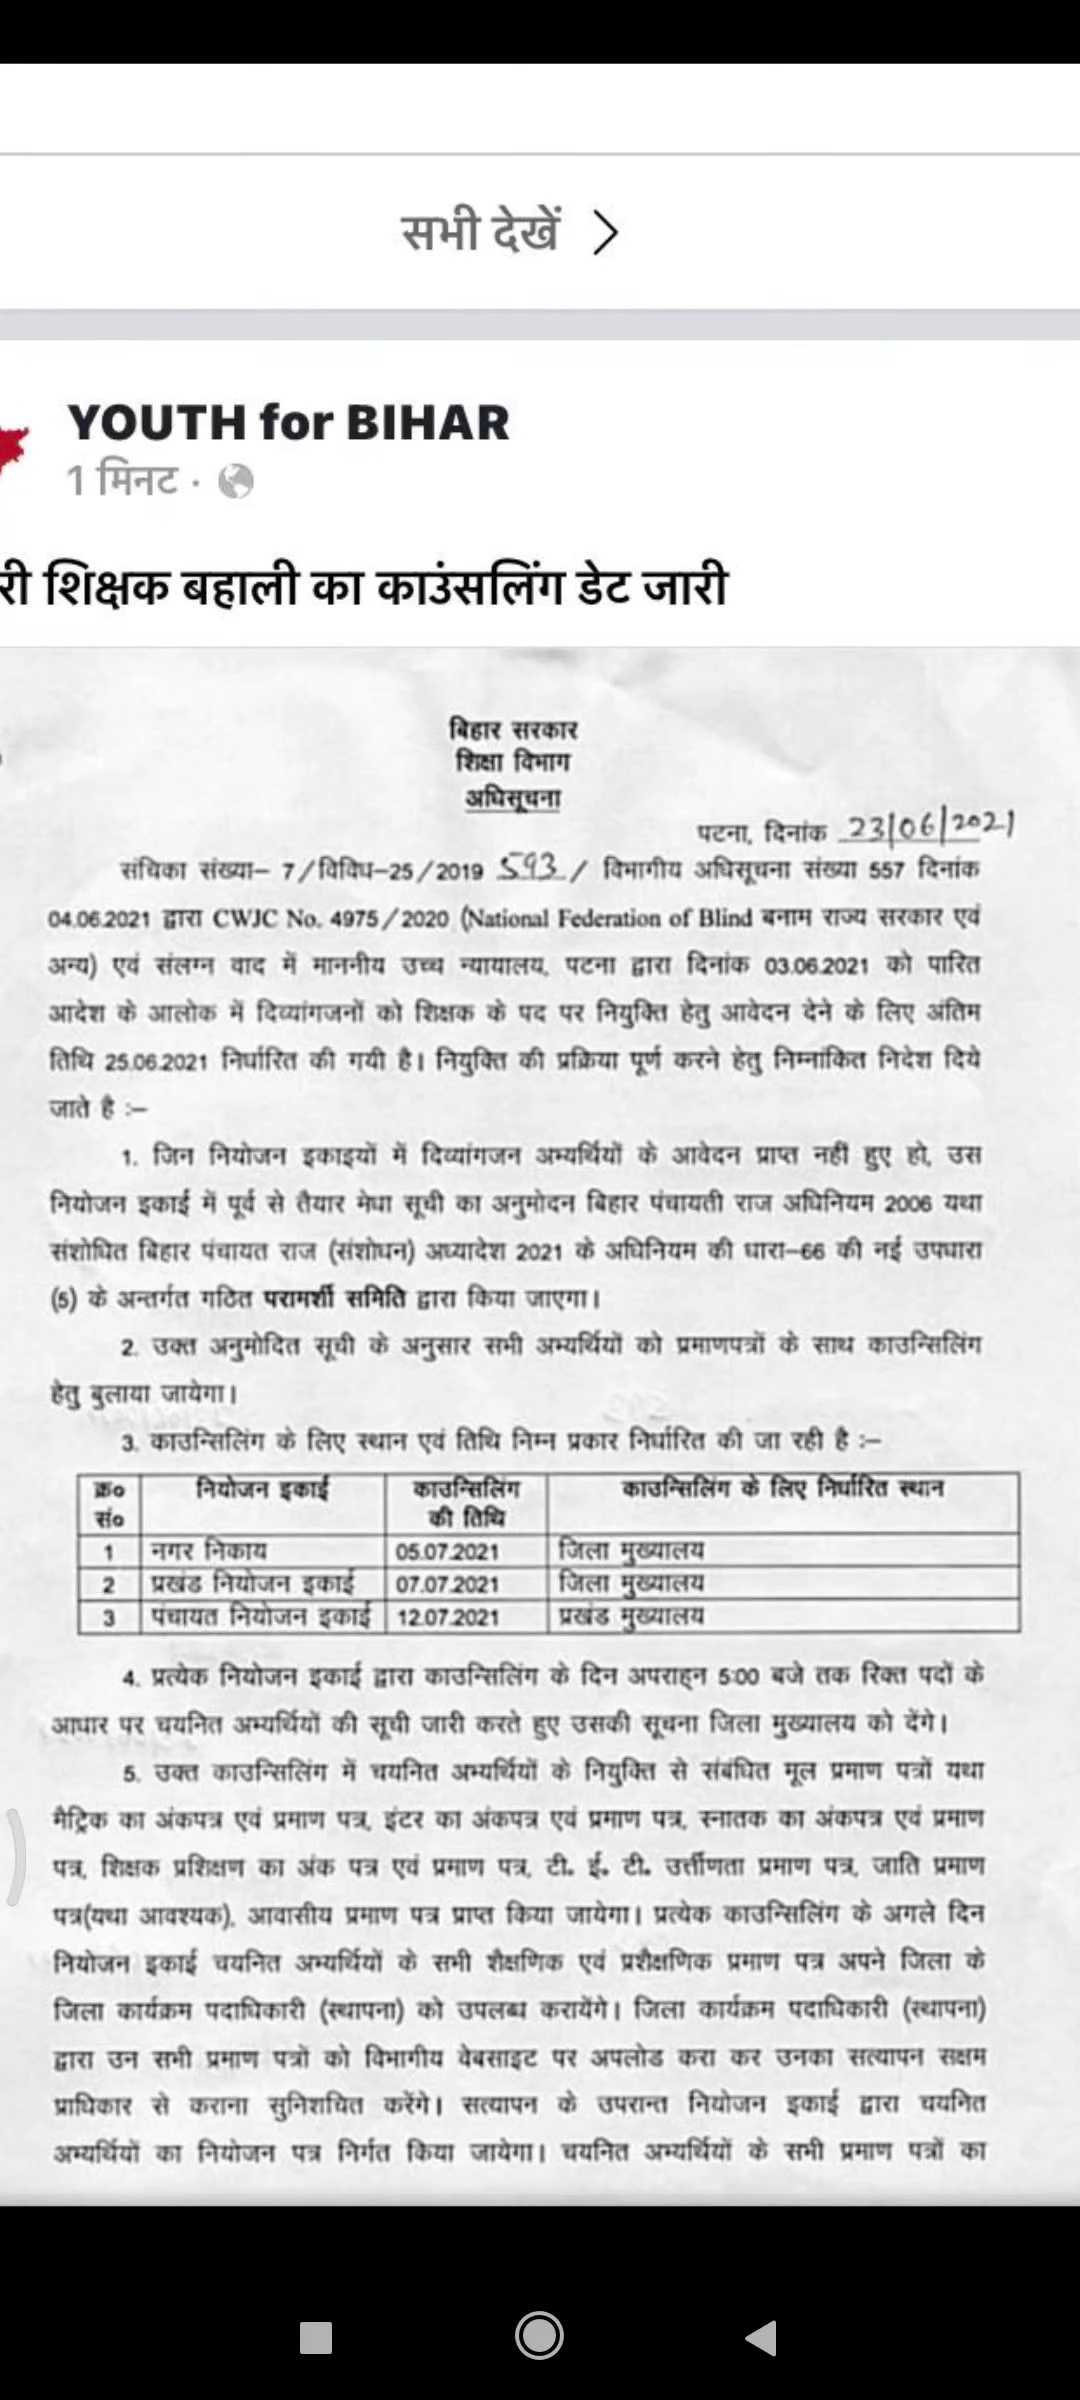 सभी देखें >
YOUTH for BIHAR
1 मिनट ·
री शिक्षक बहाली का काउंसलिंग डेट जारी
बिहार सरकार
शिक्षा विभाग
अधिसूचना
पटना, दिनांक 23/06/2021
संचिका संख्या– 7/विविध–25/2019 593/ विभागीय अधिसूचना संख्या 557 दिनांक
04.06.2021 द्वारा CWJC No. 4975/2020 (National Federation of Blind बनाम राज्य सरकार एवं
अन्य) एवं संलग्न वाद में माननीय उच्च न्यायालय, पटना द्वारा दिनांक 03.06.2021 को पारित
आदेश के आलोक में दिव्यांगजनों को शिक्षक के पद पर नियुक्ति हेतु आवेदन देने के लिए अंतिम
तिथि 25.06.2021 निर्धारित की गयी है। नियुक्ति की प्रक्रिया पूर्ण करने हेतु निम्नांकित निदेश दिये
जाते है :–
1. जिन नियोजन इकाइयों में दिव्यांगजन अभ्यर्थियों के आवेदन प्राप्त नहीं हुए हो, उस
नियोजन इकाई में पूर्व से तैयार मेधा सूची का अनुमोदन बिहार पंचायती राज अधिनियम 2006 यथा
संशोधित बिहार पंचायत राज (संशोधन) अध्यादेश 2021 के अधिनियम की धारा–66 की नई उपधारा
(5) के अन्तर्गत गठित परामर्शी समिति द्वारा किया जाएगा।
2. उक्त अनुमोदित सूची के अनुसार सभी अभ्यर्थियों को प्रमाणपत्रों के साथ काउन्सिलिंग
हेतु बुलाया जायेगा।
3. काउन्सिलिंग के लिए स्थान एवं तिथि निम्न प्रकार निर्धारित की जा रही है :–
क्र० सं० नियोजन इकाई काउन्सिलिंग की तिथि काउन्सिलिंग के लिए निर्धारित स्थान
1 नगर निकाय 05.07.2021 जिला मुख्यालय
2 प्रखंड नियोजन इकाई 07.07.2021 जिला मुख्यालय
3 पंचायत नियोजन इकाई 12.07.2021 प्रखंड मुख्यालय
4. प्रत्येक नियोजन इकाई द्वारा काउन्सिलिंग के दिन अपराह्न 5:00 बजे तक रिक्त पदों के
आधार पर चयनित अभ्यर्थियों की सूची जारी करते हुए उसकी सूचना जिला मुख्यालय को देंगे।
5. उक्त काउन्सिलिंग में चयनित अभ्यर्थियों के नियुक्ति से संबंधित मूल प्रमाण पत्रों यथा
मैट्रिक का अंकपत्र एवं प्रमाण पत्र, इंटर का अंकपत्र एवं प्रमाण पत्र, स्नातक का अंकपत्र एवं प्रमाण
पत्र, शिक्षक प्रशिक्षण का अंक पत्र एवं प्रमाण पत्र, टी. ई. टी. उर्त्तीणता प्रमाण पत्र, जाति प्रमाण
पत्र(यथा आवश्यक), आवासीय प्रमाण पत्र प्राप्त किया जायेगा। प्रत्येक काउन्सिलिंग के अगले दिन
नियोजन इकाई चयनित अभ्यर्थियों के सभी शैक्षणिक एवं प्रशैक्षणिक प्रमाण पत्र अपने जिला के
जिला कार्यक्रम पदाधिकारी (स्थापना) को उपलब्ध करायेंगे। जिला कार्यक्रम पदाधिकारी (स्थापना)
द्वारा उन सभी प्रमाण पत्रों को विभागीय वेबसाइट पर अपलोड करा कर उनका सत्यापन सक्षम
प्राधिकार से कराना सुनिशचित करेंगे। सत्यापन के उपरान्त नियोजन इकाई द्वारा चयनित
अभ्यर्थियों का नियोजन पत्र निर्गत किया जायेगा। चयनित अभ्यर्थियों के सभी प्रमाण पत्रों का